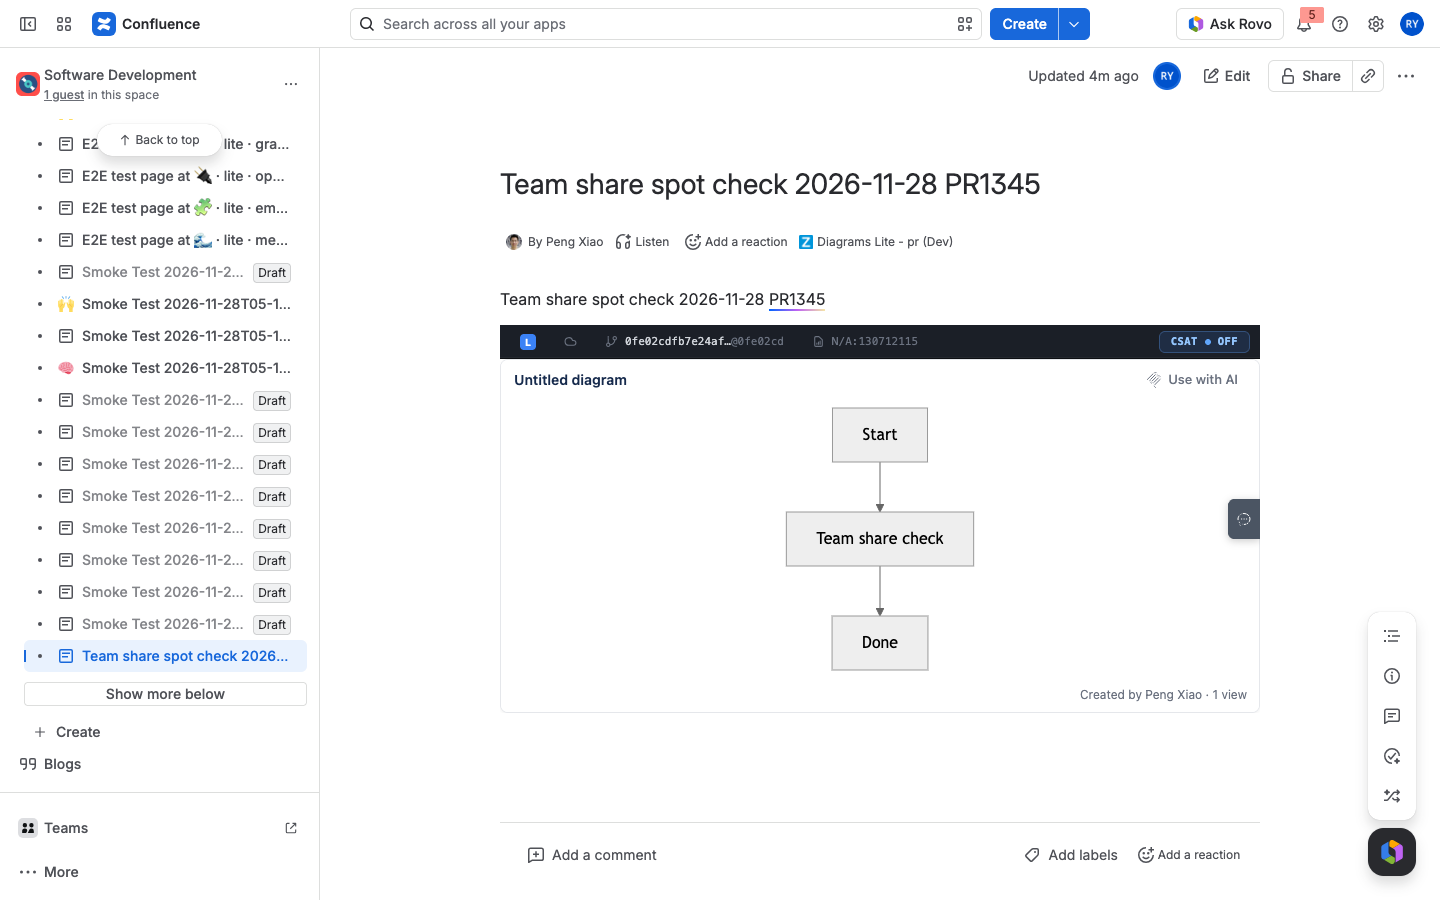 Confluence
Search across all your apps
Create
Ask Rovo
5
RY
Software Development
1 guest in this space
Back to top
E2E lite · gra...
E2E test page at 🔌 · lite · op...
E2E test page at 🧩 · lite · em...
E2E test page at 🌊 · lite · me...
Smoke Test 2026-11-2... Draft
🙌 Smoke Test 2026-11-28T05-1...
Smoke Test 2026-11-28T05-1...
🧠 Smoke Test 2026-11-28T05-1...
Smoke Test 2026-11-2... Draft
Smoke Test 2026-11-2... Draft
Smoke Test 2026-11-2... Draft
Smoke Test 2026-11-2... Draft
Smoke Test 2026-11-2... Draft
Smoke Test 2026-11-2... Draft
Smoke Test 2026-11-2... Draft
Smoke Test 2026-11-2... Draft
Team share spot check 2026...
Show more below
Create
Blogs
Teams
More
Updated 4m ago
RY
Edit
Share
Team share spot check 2026-11-28 PR1345
By Peng Xiao Listen Add a reaction Z Diagrams Lite - pr (Dev)
Team share spot check 2026-11-28 PR1345
L 0fe02cdfb7e24af…@0fe02cd N/A:130712115 CSAT ● OFF
Untitled diagram
Use with AI
Start
Team share check
Done
Created by Peng Xiao · 1 view
Add a comment
Add labels
Add a reaction